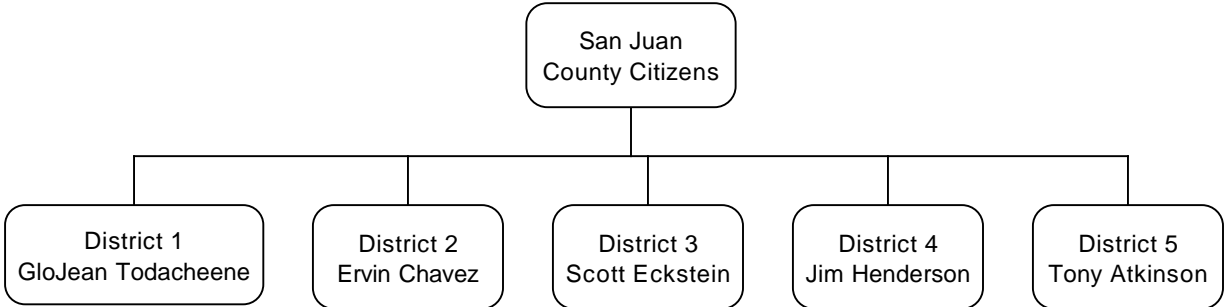 San Juan
County Citizens
District 1
GloJean Todacheene
District 2
Ervin Chavez
District 3
Scott Eckstein
District 4
Jim Henderson
District 5
Tony Atkinson